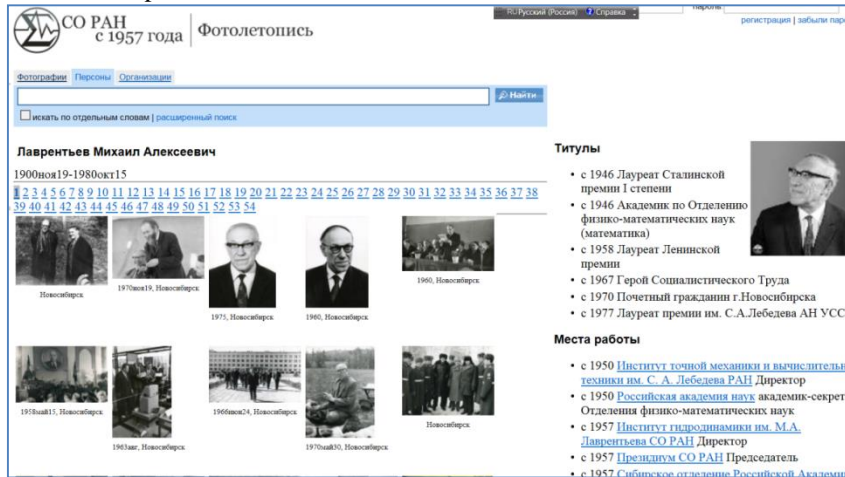 СО РАН
с 1957 года
Фотолетопись
RU Русский (Россия) Справка
пароль
регистрация | забыли
Фотографии Персоны Организации
Найти
искать по отдельным словам | расширенный поиск
Лаврентьев Михаил Алексеевич
1900ноя19-1980окт15
1 2 3 4 5 6 7 8 9 10 11 12 13 14 15 16 17 18 19 20 21 22 23 24 25 26 27 28 29 30 31 32 33 34 35 36 37 38
39 40 41 42 43 44 45 46 47 48 49 50 51 52 53 54
Новосибирск
1970ноя19, Новосибирск
1975, Новосибирск
1960, Новосибирск
1960, Новосибирск
1958май15, Новосибирск
1963авг, Новосибирск
1966июн24, Новосибирск
1970май30, Новосибирск
Новосибирск
Титулы
• с 1946 Лауреат Сталинской
премии I степени
• с 1946 Академик по Отделению
физико-математических наук
(математика)
• с 1958 Лауреат Ленинской
премии
• с 1967 Герой Социалистического Труда
• с 1970 Почетный гражданин г.Новосибирска
• с 1977 Лауреат премии им. С.А.Лебедева АН УСС
Места работы
• с 1950 Институт точной механики и вычислительн
техники им. С. А. Лебедева РАН Директор
• с 1950 Российская академия наук академик-секрет
Отделения физико-математических наук
• с 1957 Институт гидродинамики им. М.А.
Лаврентьева СО РАН Директор
• с 1957 Президиум СО РАН Председатель
• с 1957 Сибирское отделение Российской Академии